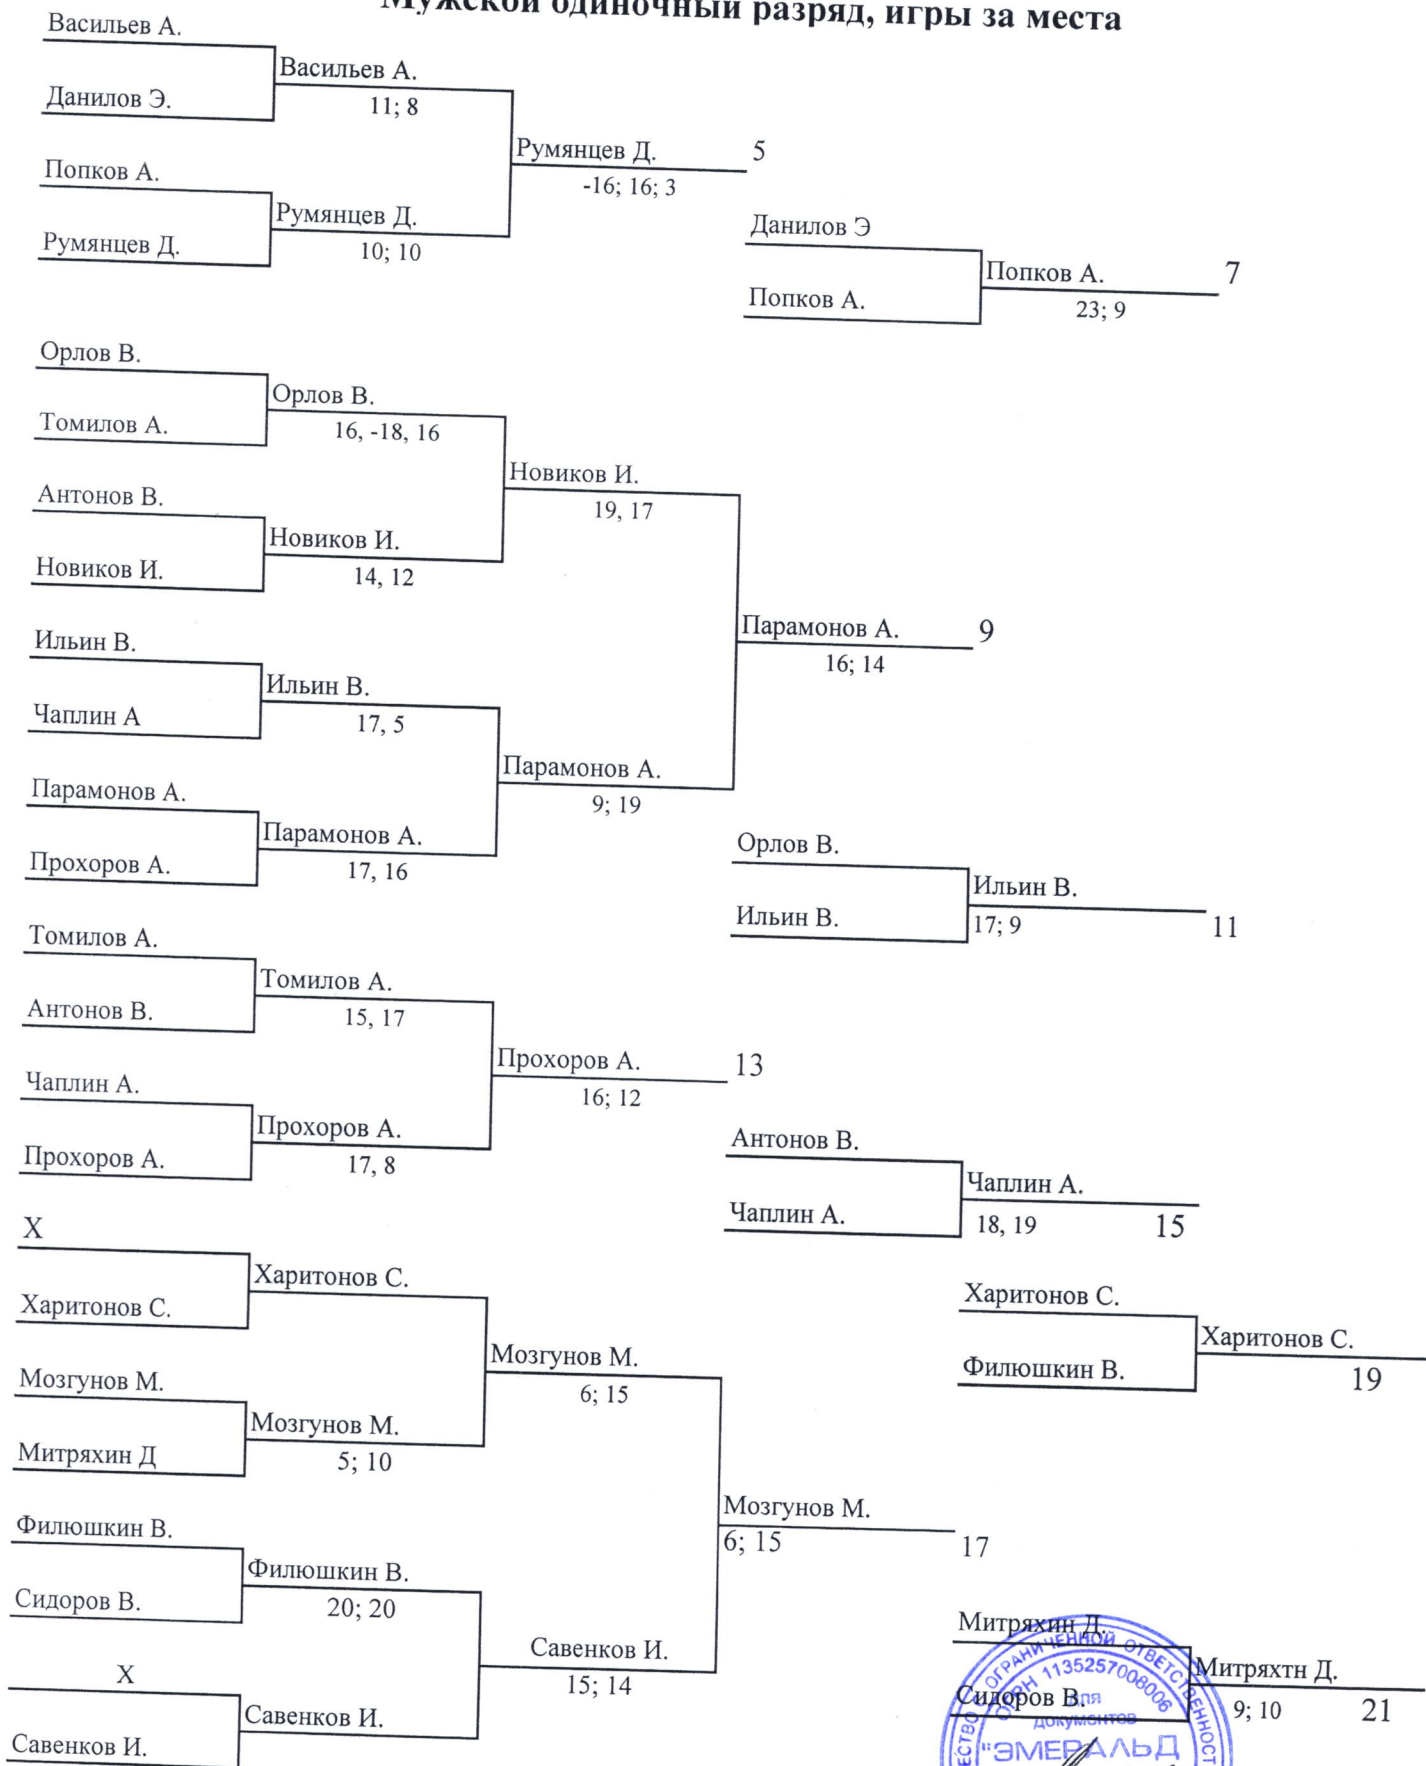 Мужской одиночный разряд, игры за места
Васильев А.
Васильев А.
Данилов Э.
11; 8
Румянцев Д.
5
-16; 16; 3
Попков А.
Румянцев Д.
Румянцев Д.
10; 10
Данилов Э
Попков А.
7
Попков А.
23; 9
Орлов В.
Орлов В.
Томилов А.
16, -18, 16
Новиков И.
19, 17
Антонов В.
Новиков И.
Новиков И.
14, 12
Парамонов А.
9
16; 14
Ильин В.
Ильин В.
Чаплин А
17, 5
Парамонов А.
9; 19
Парамонов А.
Парамонов А.
Прохоров А.
17, 16
Орлов В.
Ильин В.
Ильин В.
17; 9
11
Томилов А.
Томилов А.
Антонов В.
15, 17
Прохоров А.
13
16; 12
Чаплин А.
Прохоров А.
Прохоров А.
17, 8
Антонов В.
Чаплин А.
Чаплин А.
18, 19
15
Х
Харитонов С.
Харитонов С.
Мозгунов М.
6; 15
Харитонов С.
Харитонов С.
Филюшкин В.
19
Мозгунов М.
Мозгунов М.
Митряхин Д
5; 10
Мозгунов М.
6; 15
17
Филюшкин В.
Филюшкин В.
Сидоров В.
20; 20
Савенков И.
15; 14
Х
Савенков И.
Савенков И.
Митряхин Д.
Митряхтн Д.
Сидоров В.
9; 10
21
ОГРАНИЧЕННОЙ ОТВЕТСТВЕННОСТ
ОГРН 1135257008006
для
документов
"ЭМЕРАЛЬД